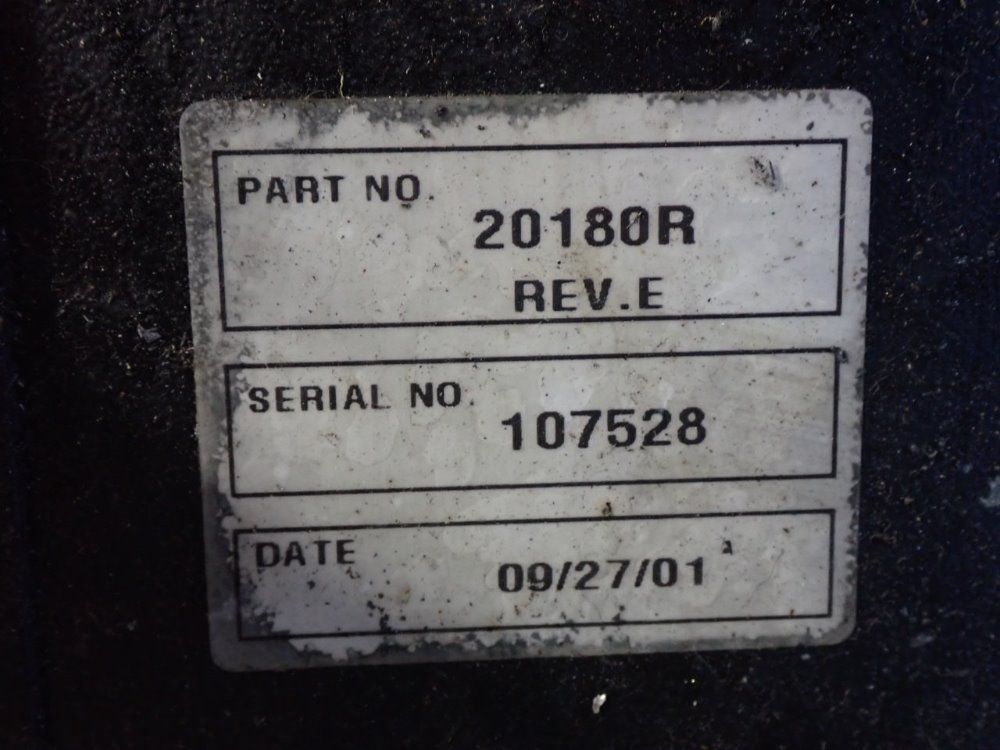 PART NO.
20180R
REV.E
SERIAL NO.
107528
DATE
09/27/01